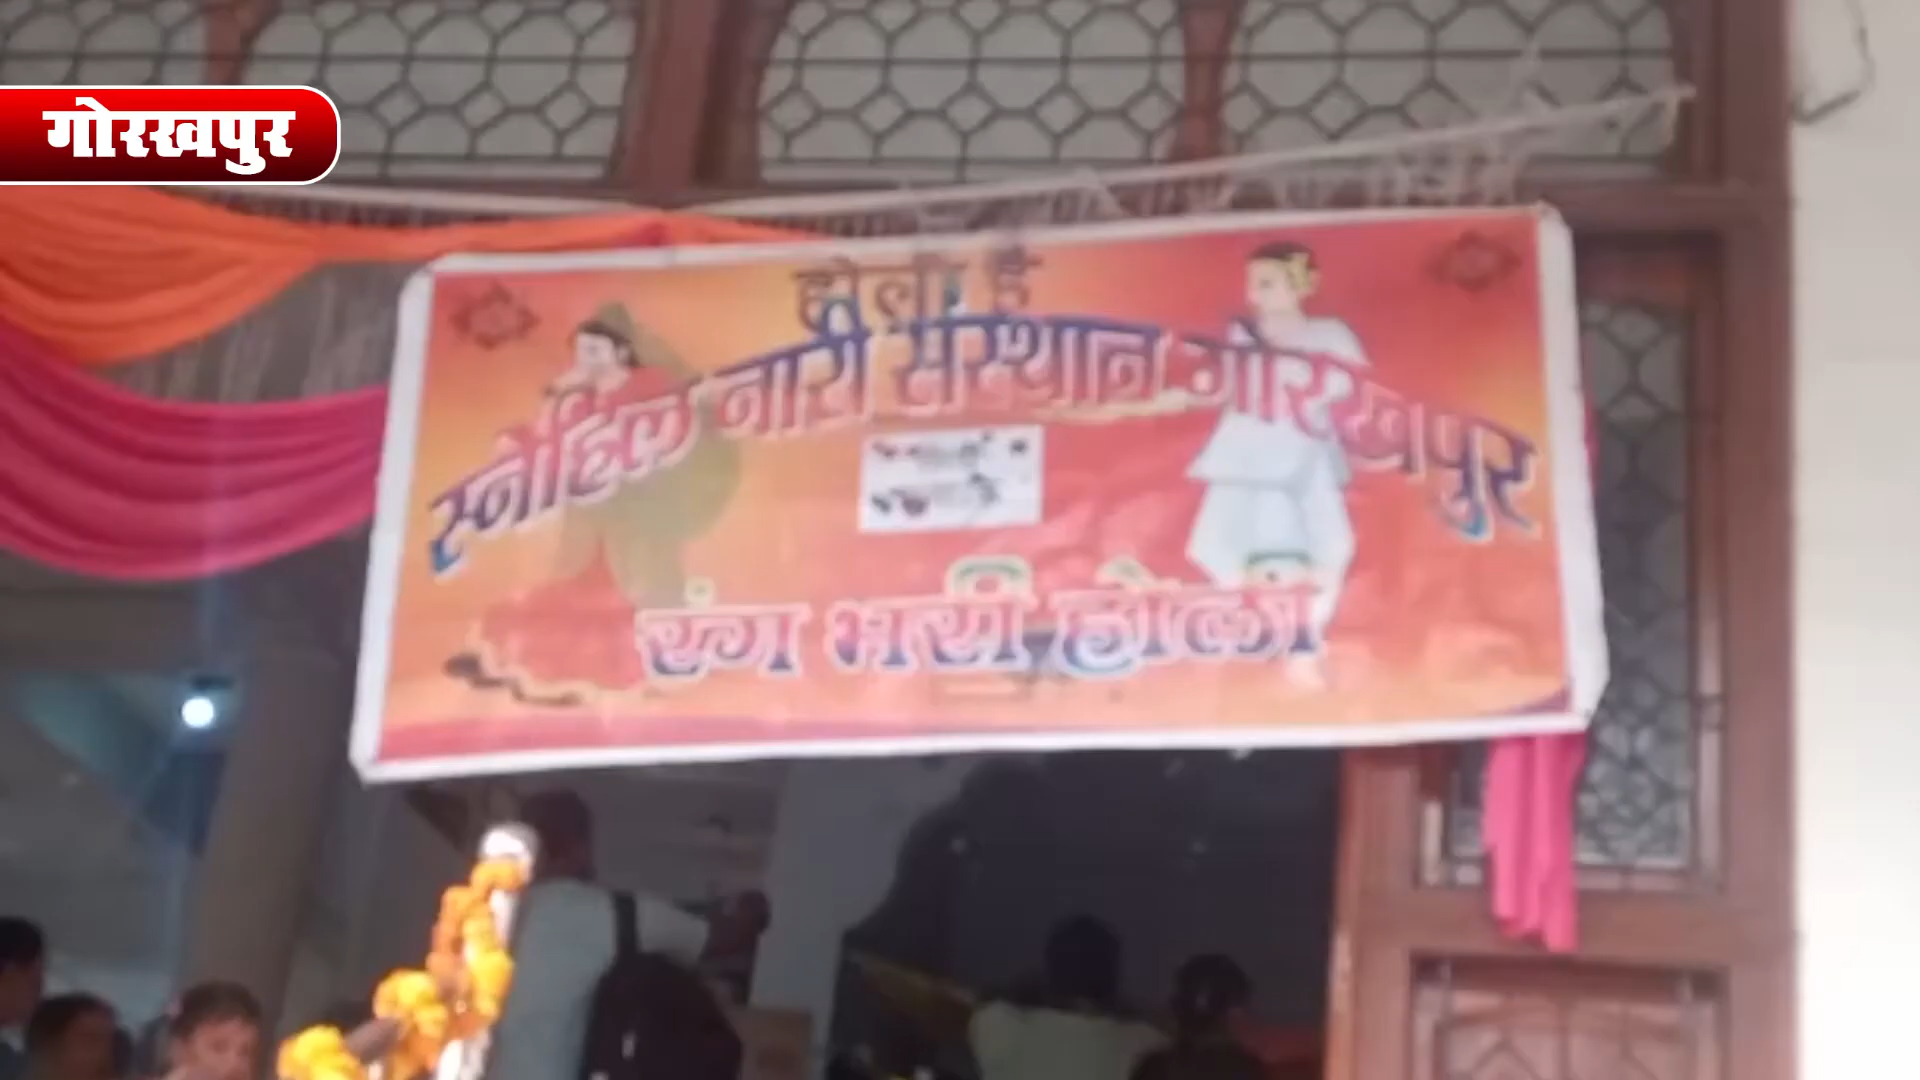 गोरखपुर
होली है
स्नेहिल नारी संस्थान गोरखपुर
रंग भरी होली